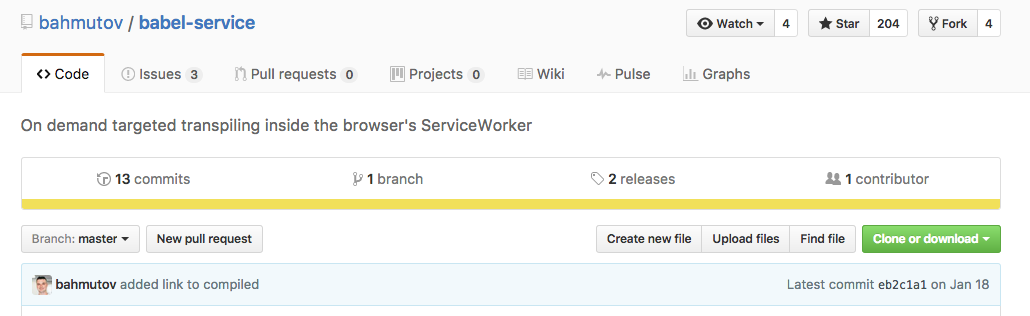 bahmutov / babel-service Watch 4 Star 204 Fork 4
Code Issues 3 Pull requests 0 Projects 0 Wiki Pulse Graphs
On demand targeted transpiling inside the browser's ServiceWorker
13 commits 1 branch 2 releases 1 contributor
Branch: master New pull request Create new file Upload files Find file Clone or download
bahmutov added link to compiled Latest commit eb2c1a1 on Jan 18